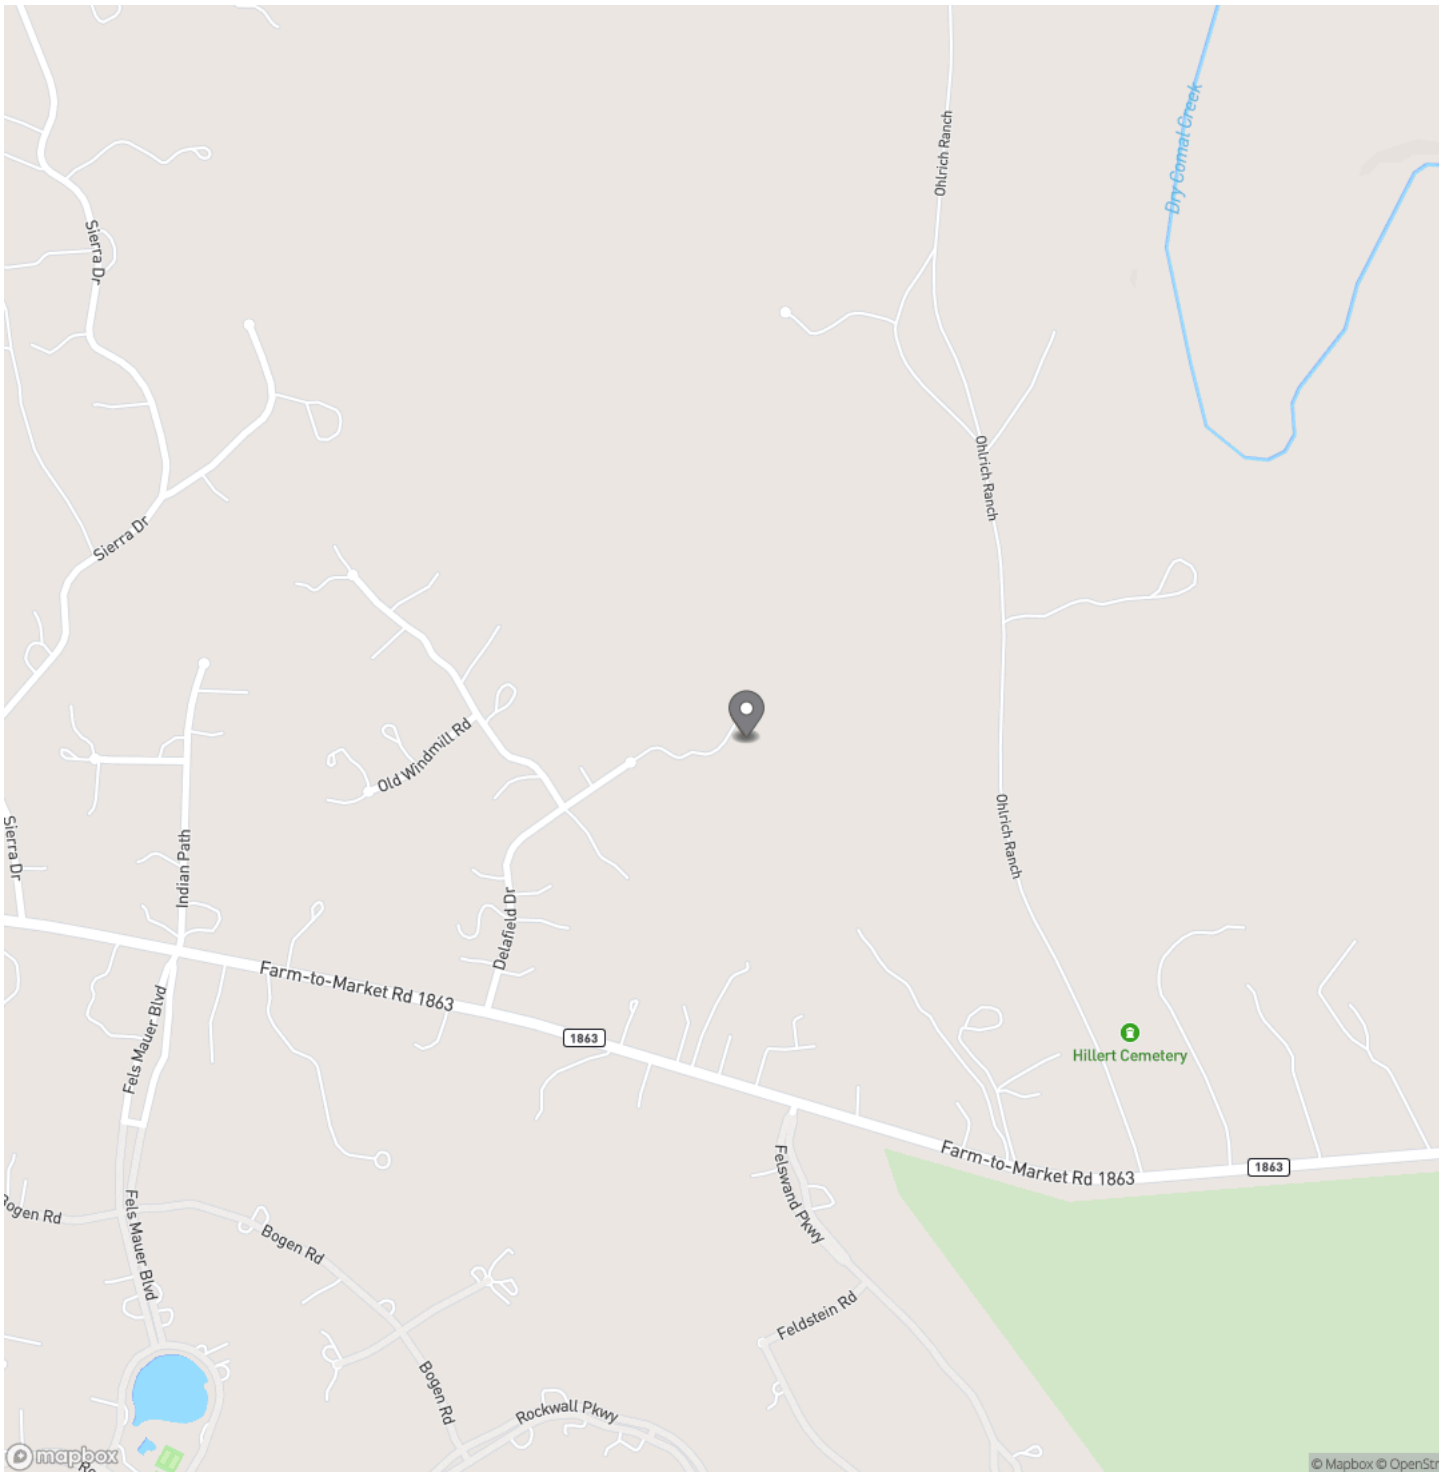 Ohlrich Ranch
Dry Comal Creek
Sierra Dr
Ohlrich Ranch
Sierra Dr
Old Windmill Rd
Sierra Dr
Indian Path
Ohlrich Ranch
Delafield Dr
Farm-to-Market Rd 1863
Fels Mauer Blvd
1863
Hillert Cemetery
Farm-to-Market Rd 1863
1863
Felswand Pkwy
Bogen Rd
Fels Mauer Blvd
Bogen Rd
Feldstein Rd
Bogen Rd
Rockwall Pkwy
mapbox
Ro
© Mapbox © OpenStr